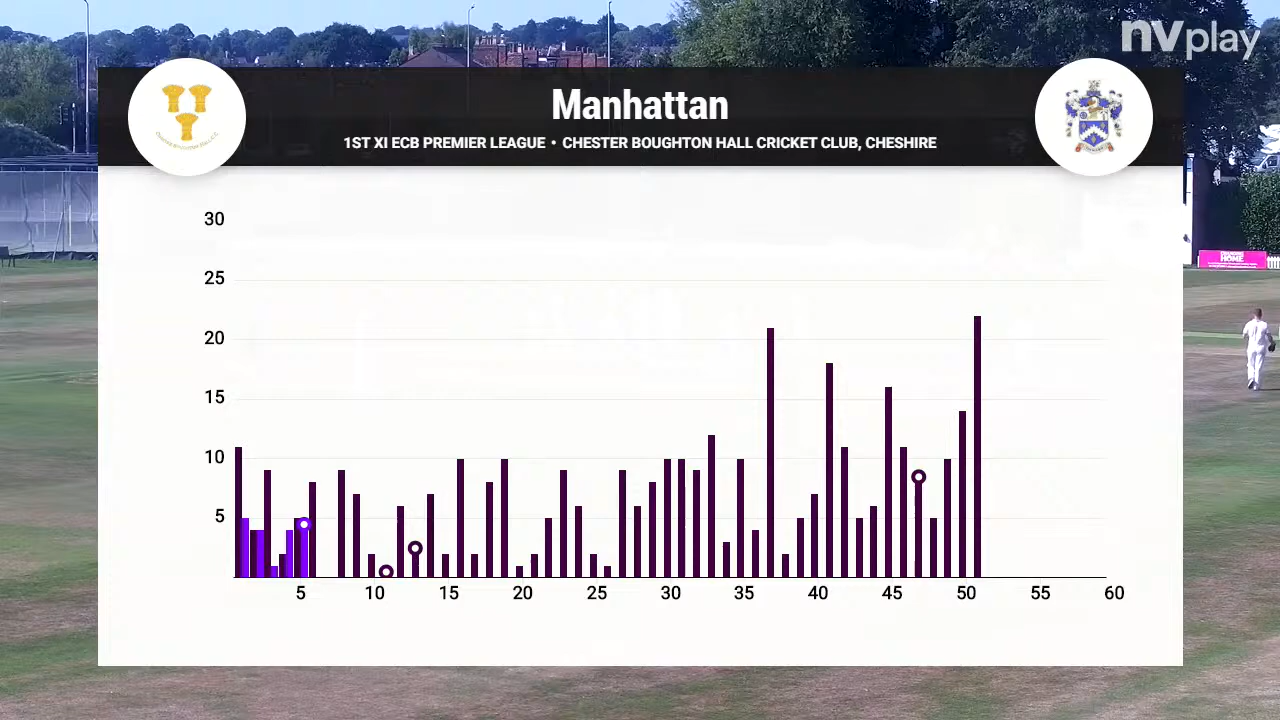 nvplay
Manhattan
1ST XI ECB PREMIER LEAGUE • CHESTER BOUGHTON HALL CRICKET CLUB, CHESHIRE
30
25
20
15
10
5
5 10 15 20 25 30 35 40 45 50 55 60
HOME